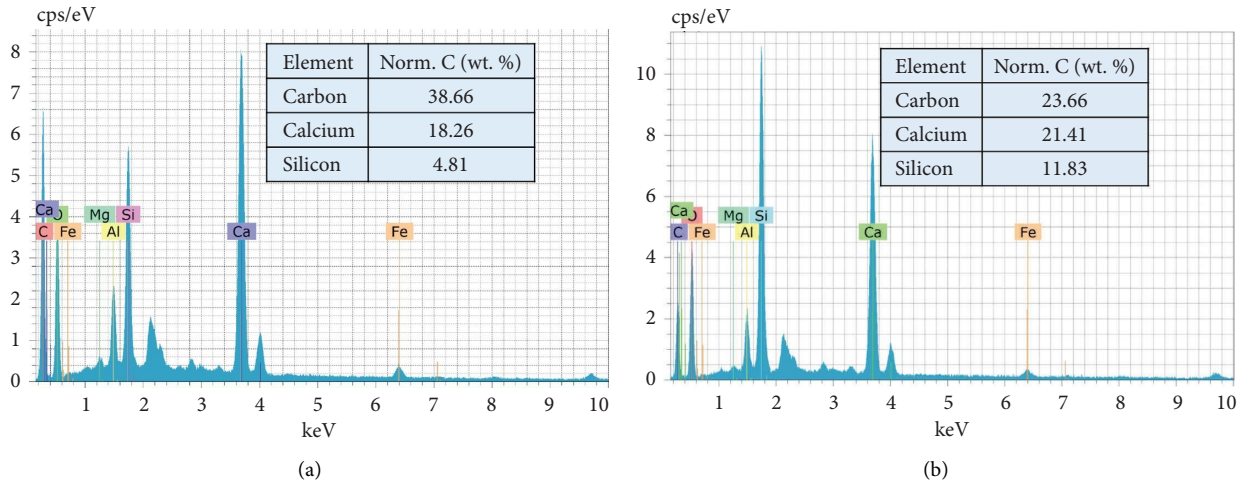 cps/eV
8
7
6
5
4
3
2
1
0
Element Norm. C (wt. %)
Carbon 38.66
Calcium 18.26
Silicon 4.81
Ca
C
Fe
Mg
Al
Si
Ca
Fe
1 2 3 4 5 6 7 8 9 10
keV
(a)
cps/eV
10
8
6
4
2
0
Element Norm. C (wt. %)
Carbon 23.66
Calcium 21.41
Silicon 11.83
Ca
C
Fe
Mg
Al
Si
Ca
Fe
1 2 3 4 5 6 7 8 9 10
keV
(b)